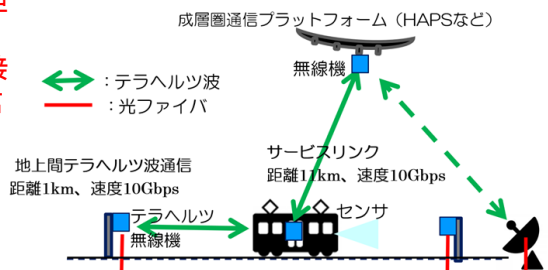 成層圏通信プラットフォーム（HAPSなど）
無線機
：テラヘルツ波
：光ファイバ
サービスリンク
距離11km、速度10Gbps
地上間テラヘルツ波通信
距離1km、速度10Gbps
テラヘルツ
無線機
センサ